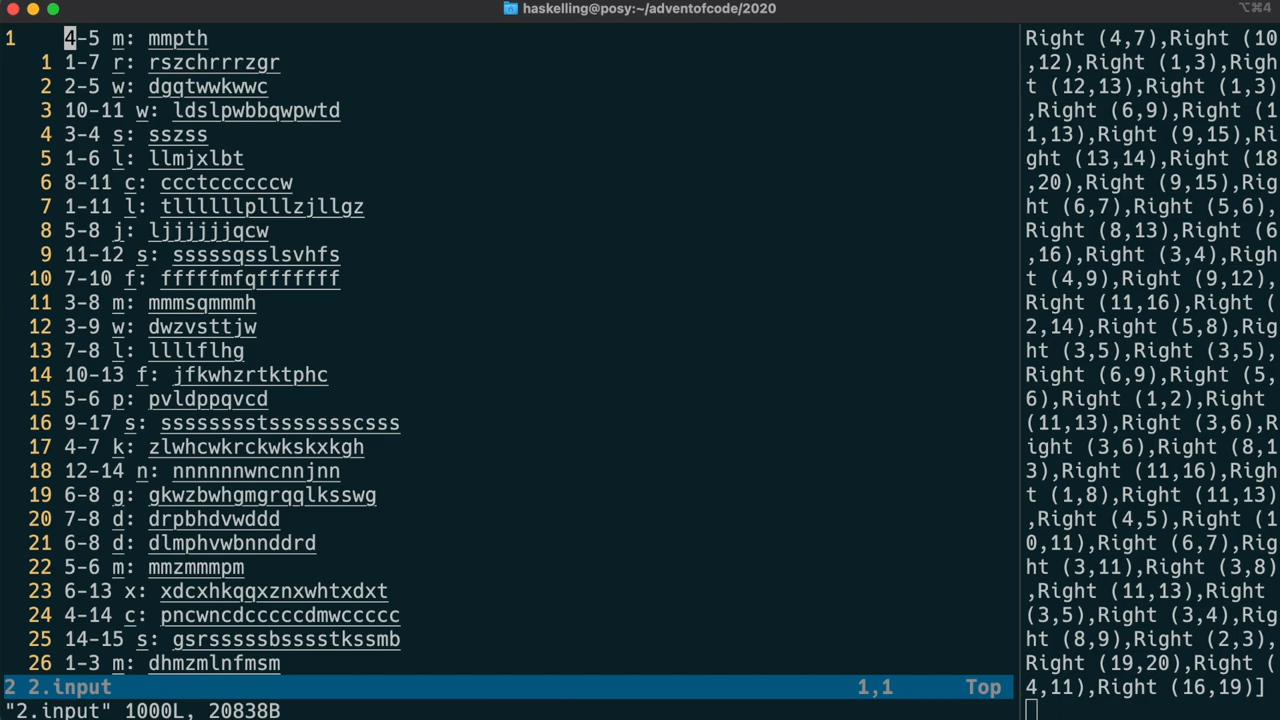 haskelling@posy:~/adventofcode/2020
⌥⌘4
1 4-5 m: mmpth
1 1-7 r: rszchrrrzgr
2 2-5 w: dgqtwwkwwc
3 10-11 w: ldslpwbbqwpwtd
4 3-4 s: sszss
5 1-6 l: llmjxlbt
6 8-11 c: ccctccccccw
7 1-11 l: tllllllplllzjllgz
8 5-8 j: ljjjjjjqcw
9 11-12 s: sssssqsslsvhfs
10 7-10 f: fffffmfqfffffff
11 3-8 m: mmmsqmmmh
12 3-9 w: dwzvsttjw
13 7-8 l: llllflhg
14 10-13 f: jfkwhzrtktphc
15 5-6 p: pvldppqvcd
16 9-17 s: sssssssstsssssscsss
17 4-7 k: zlwhcwkrckwkskxkgh
18 12-14 n: nnnnnnwncnnjnn
19 6-8 g: gkwzbwhgmgrqqlksswg
20 7-8 d: drpbhdvwddd
21 6-8 d: dlmphvwbnnddrd
22 5-6 m: mmzmmmpm
23 6-13 x: xdcxhkqqxznxwhtxdxt
24 4-14 c: pncwncdcccccdmwccccc
25 14-15 s: gsrsssssbssstkssmb
26 1-3 m: dhmzmlnfmsm
2 2.input 1,1 Top
"2.input" 1000L, 20838B
Right (4,7),Right (10
,12),Right (1,3),Righ
t (12,13),Right (1,3)
,Right (6,9),Right (1
1,13),Right (9,15),Ri
ght (13,14),Right (18
,20),Right (9,15),Rig
ht (6,7),Right (5,6),
Right (8,13),Right (6
,16),Right (3,4),Righ
t (4,9),Right (9,12),
Right (11,16),Right (
2,14),Right (5,8),Rig
ht (3,5),Right (3,5),
Right (6,9),Right (5,
6),Right (1,2),Right 
(11,13),Right (3,6),R
ight (3,6),Right (8,1
3),Right (11,16),Righ
t (1,8),Right (11,13)
,Right (4,5),Right (1
0,11),Right (6,7),Rig
ht (3,11),Right (3,8)
,Right (11,13),Right 
(3,5),Right (3,4),Rig
ht (8,9),Right (2,3),
Right (19,20),Right (
4,11),Right (16,19)]